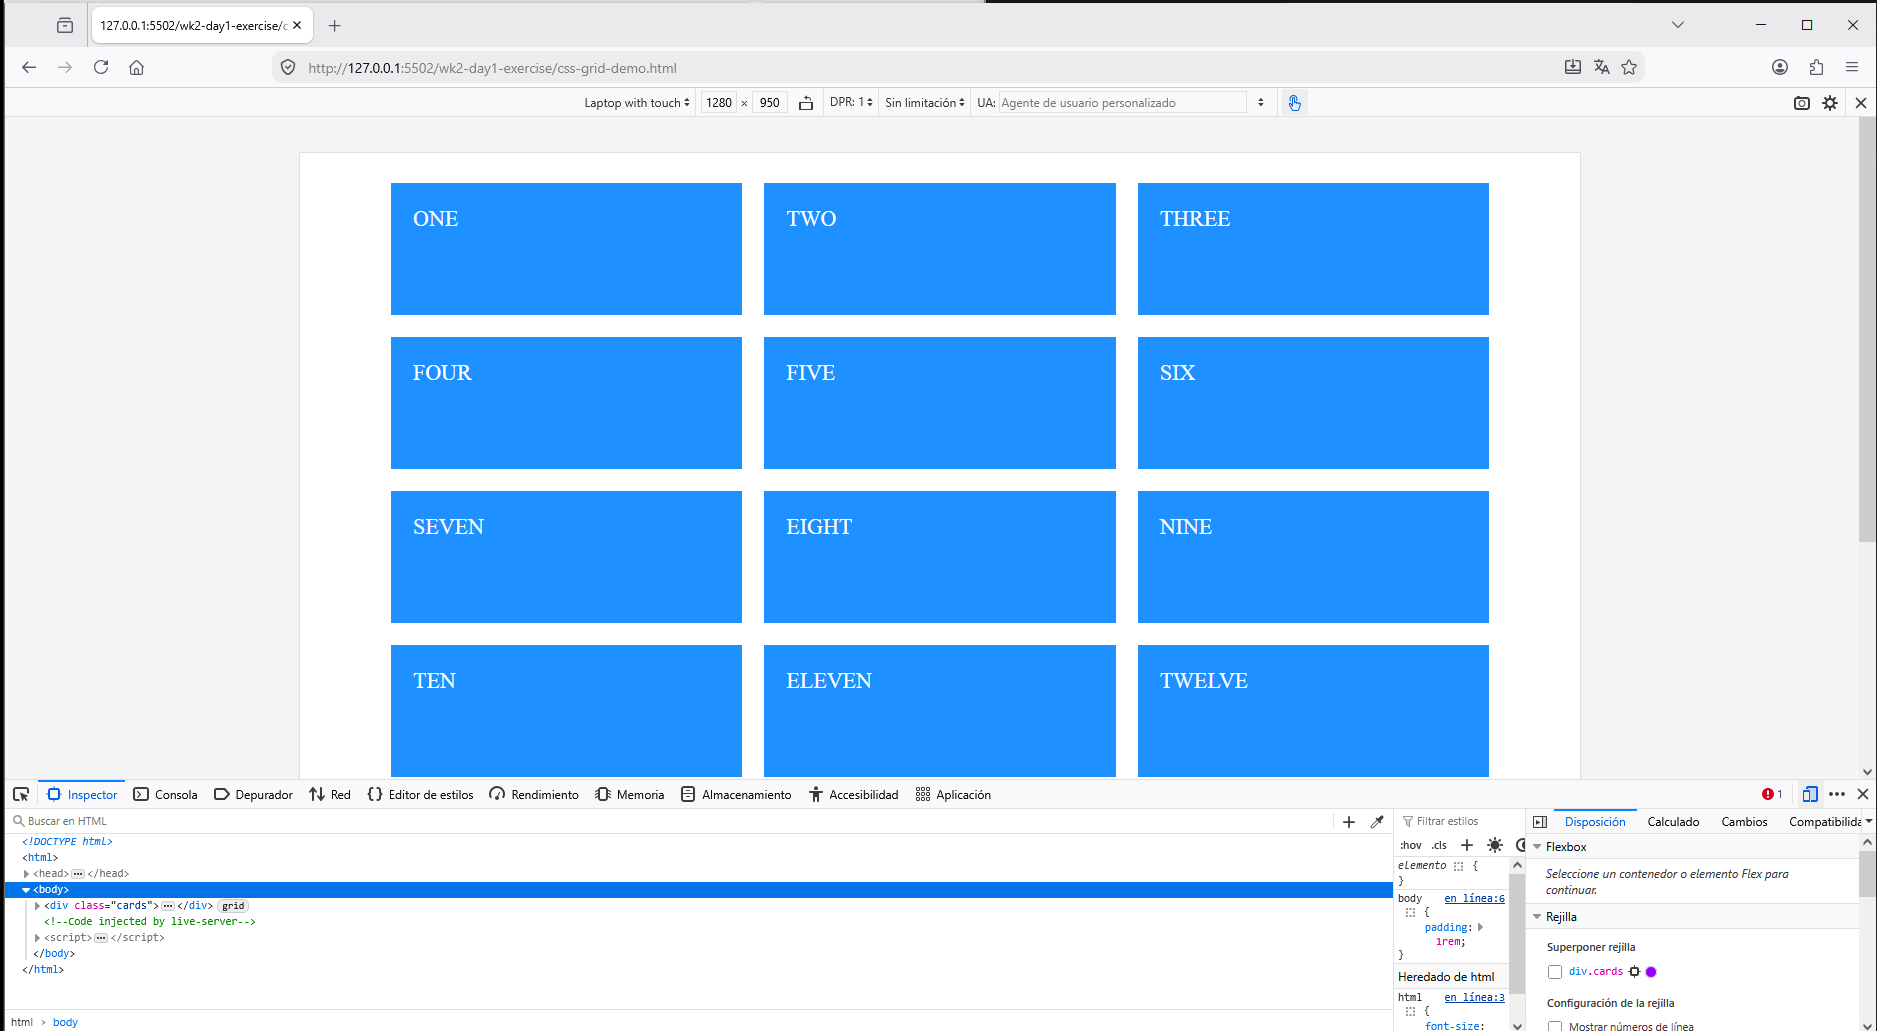 127.0.0.1:5502/wk2-day1-exercise/c
http://127.0.0.1:5502/wk2-day1-exercise/css-grid-demo.html
Laptop with touch 1280 × 950 DPR: 1 Sin limitación UA: Agente de usuario personalizado
ONE TWO THREE
FOUR FIVE SIX
SEVEN EIGHT NINE
TEN ELEVEN TWELVE
Inspector Consola Depurador Red Editor de estilos Rendimiento Memoria Almacenamiento Accesibilidad Aplicación 1
Buscar en HTML
<!DOCTYPE html>
<html>
<head> ··· </head>
<body>
<div class="cards"> ··· </div> grid
<!--Code injected by live-server-->
<script> ··· </script>
</body>
</html>
html > body
Filtrar estilos
:hov .cls
elemento {
}
body en línea:6
{
padding:
1rem;
}
Heredado de html
html en línea:3
{
font-size:
Disposición Calculado Cambios Compatibilida
Flexbox
Seleccione un contenedor o elemento Flex para
continuar.
Rejilla
Superponer rejilla
div.cards
Configuración de la rejilla
Mostrar números de línea